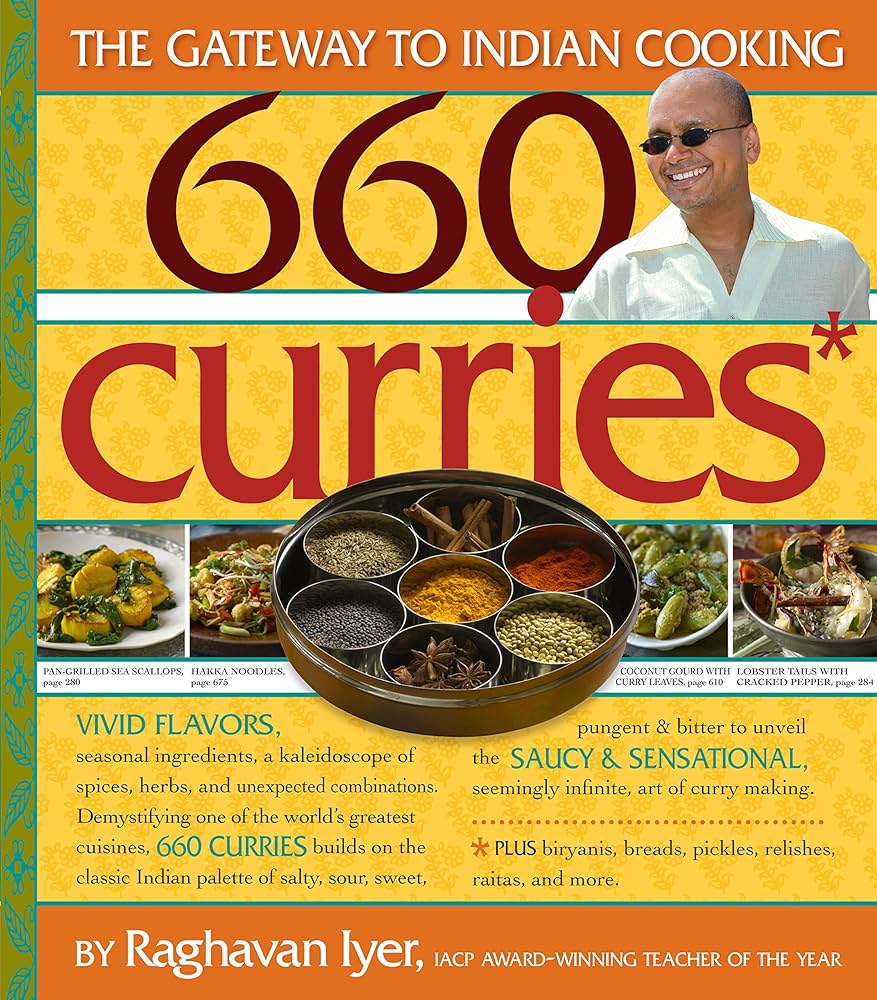 THE GATEWAY TO INDIAN COOKING
660
curries*
PAN-GRILLED SEA SCALLOPS,
page 280
HAKKA NOODLES,
page 675
COCONUT GOURD WITH
CURRY LEAVES, page 610
LOBSTER TAILS WITH
CRACKED PEPPER, page 284
VIVID FLAVORS,
seasonal ingredients, a kaleidoscope of
spices, herbs, and unexpected combinations.
Demystifying one of the world's greatest
cuisines, 660 CURRIES builds on the
classic Indian palette of salty, sour, sweet,
pungent & bitter to unveil
the SAUCY & SENSATIONAL,
seemingly infinite, art of curry making.
* PLUS biryanis, breads, pickles, relishes,
raitas, and more.
BY Raghavan Iyer, IACP AWARD-WINNING TEACHER OF THE YEAR